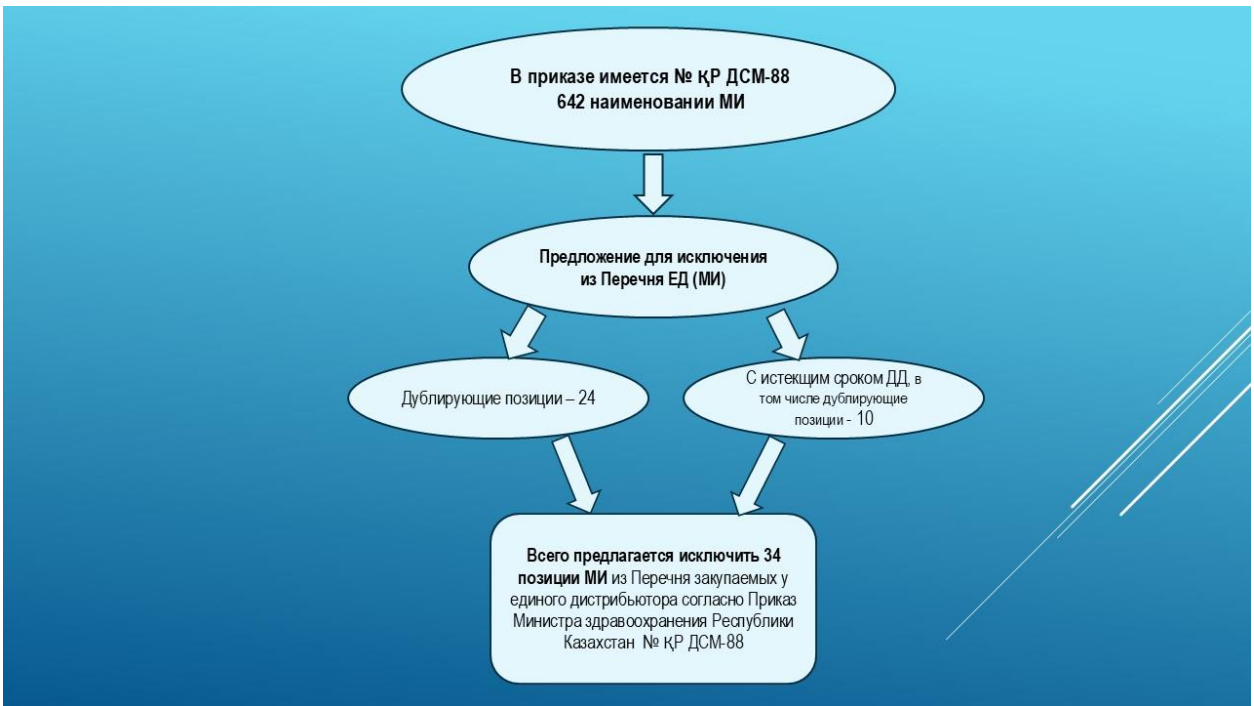 В приказе имеется № ҚР ДСМ-88
642 наименовании МИ
Предложение для исключения
из Перечня ЕД (МИ)
Дублирующие позиции – 24
С истекщим сроком ДД, в
том числе дублирующие
позиции - 10
Всего предлагается исключить 34
позиции МИ из Перечня закупаемых у
единого дистрибьютора согласно Приказ
Министра здравоохранения Республики
Казахстан № ҚР ДСМ-88